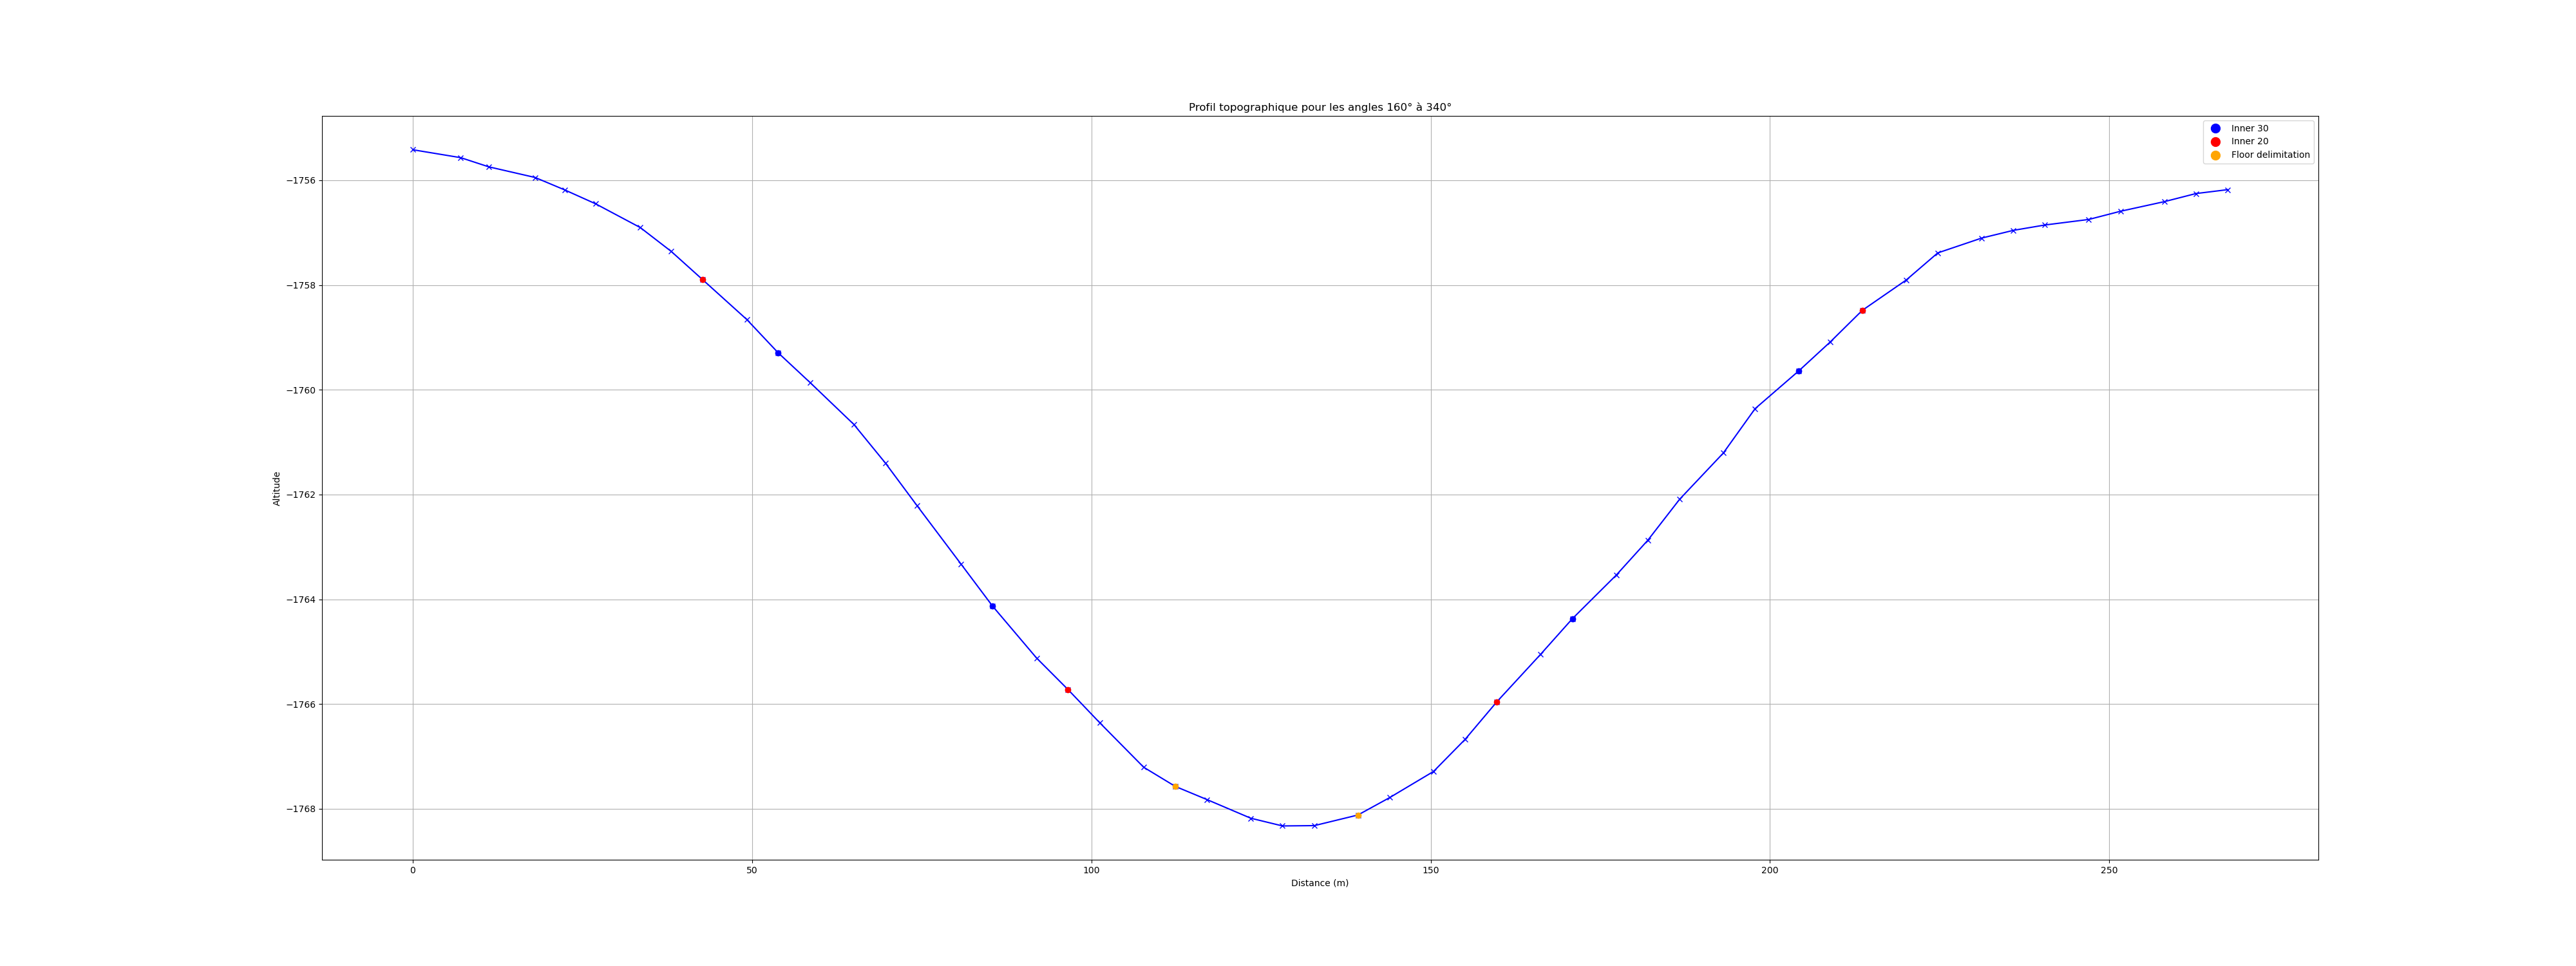 Profil topographique pour les angles 160° à 340°
Inner 30
Inner 20
Floor delimitation
−1756
−1758
−1760
−1762
−1764
−1766
−1768
Altitude
0 50 100 150 200 250
Distance (m)